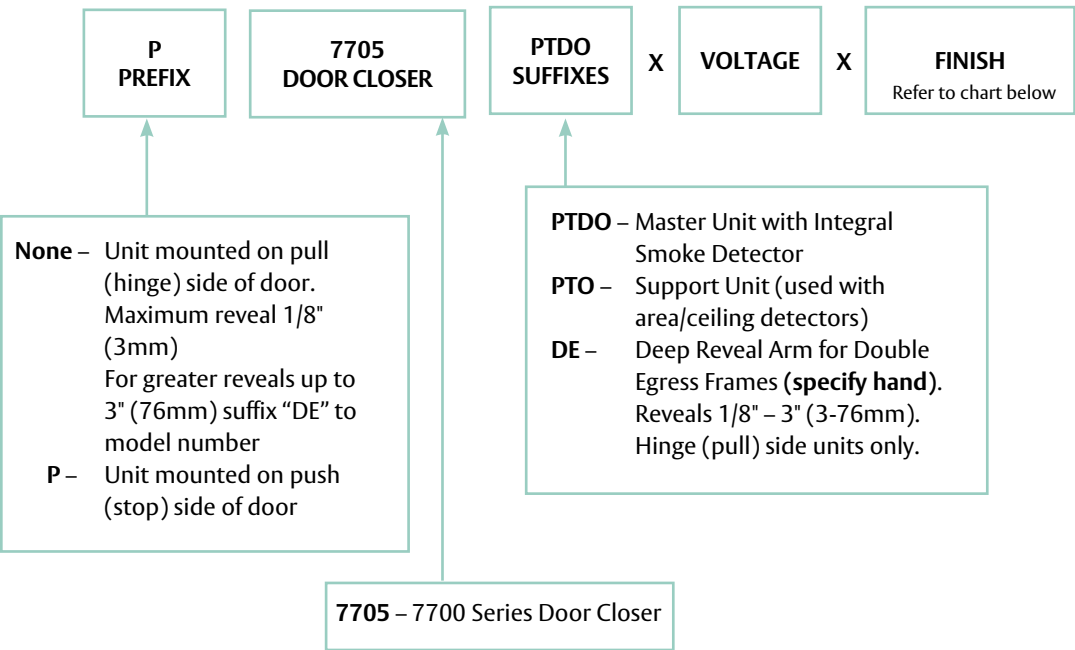 P
PREFIX
7705
DOOR CLOSER
PTDO
SUFFIXES
X
VOLTAGE
X
FINISH
Refer to chart below
None – Unit mounted on pull
(hinge) side of door.
Maximum reveal 1/8"
(3mm)
For greater reveals up to
3" (76mm) suffix “DE” to
model number
P – Unit mounted on push
(stop) side of door
PTDO – Master Unit with Integral
Smoke Detector
PTO – Support Unit (used with
area/ceiling detectors)
DE – Deep Reveal Arm for Double
Egress Frames (specify hand).
Reveals 1/8" – 3" (3-76mm).
Hinge (pull) side units only.
7705 – 7700 Series Door Closer